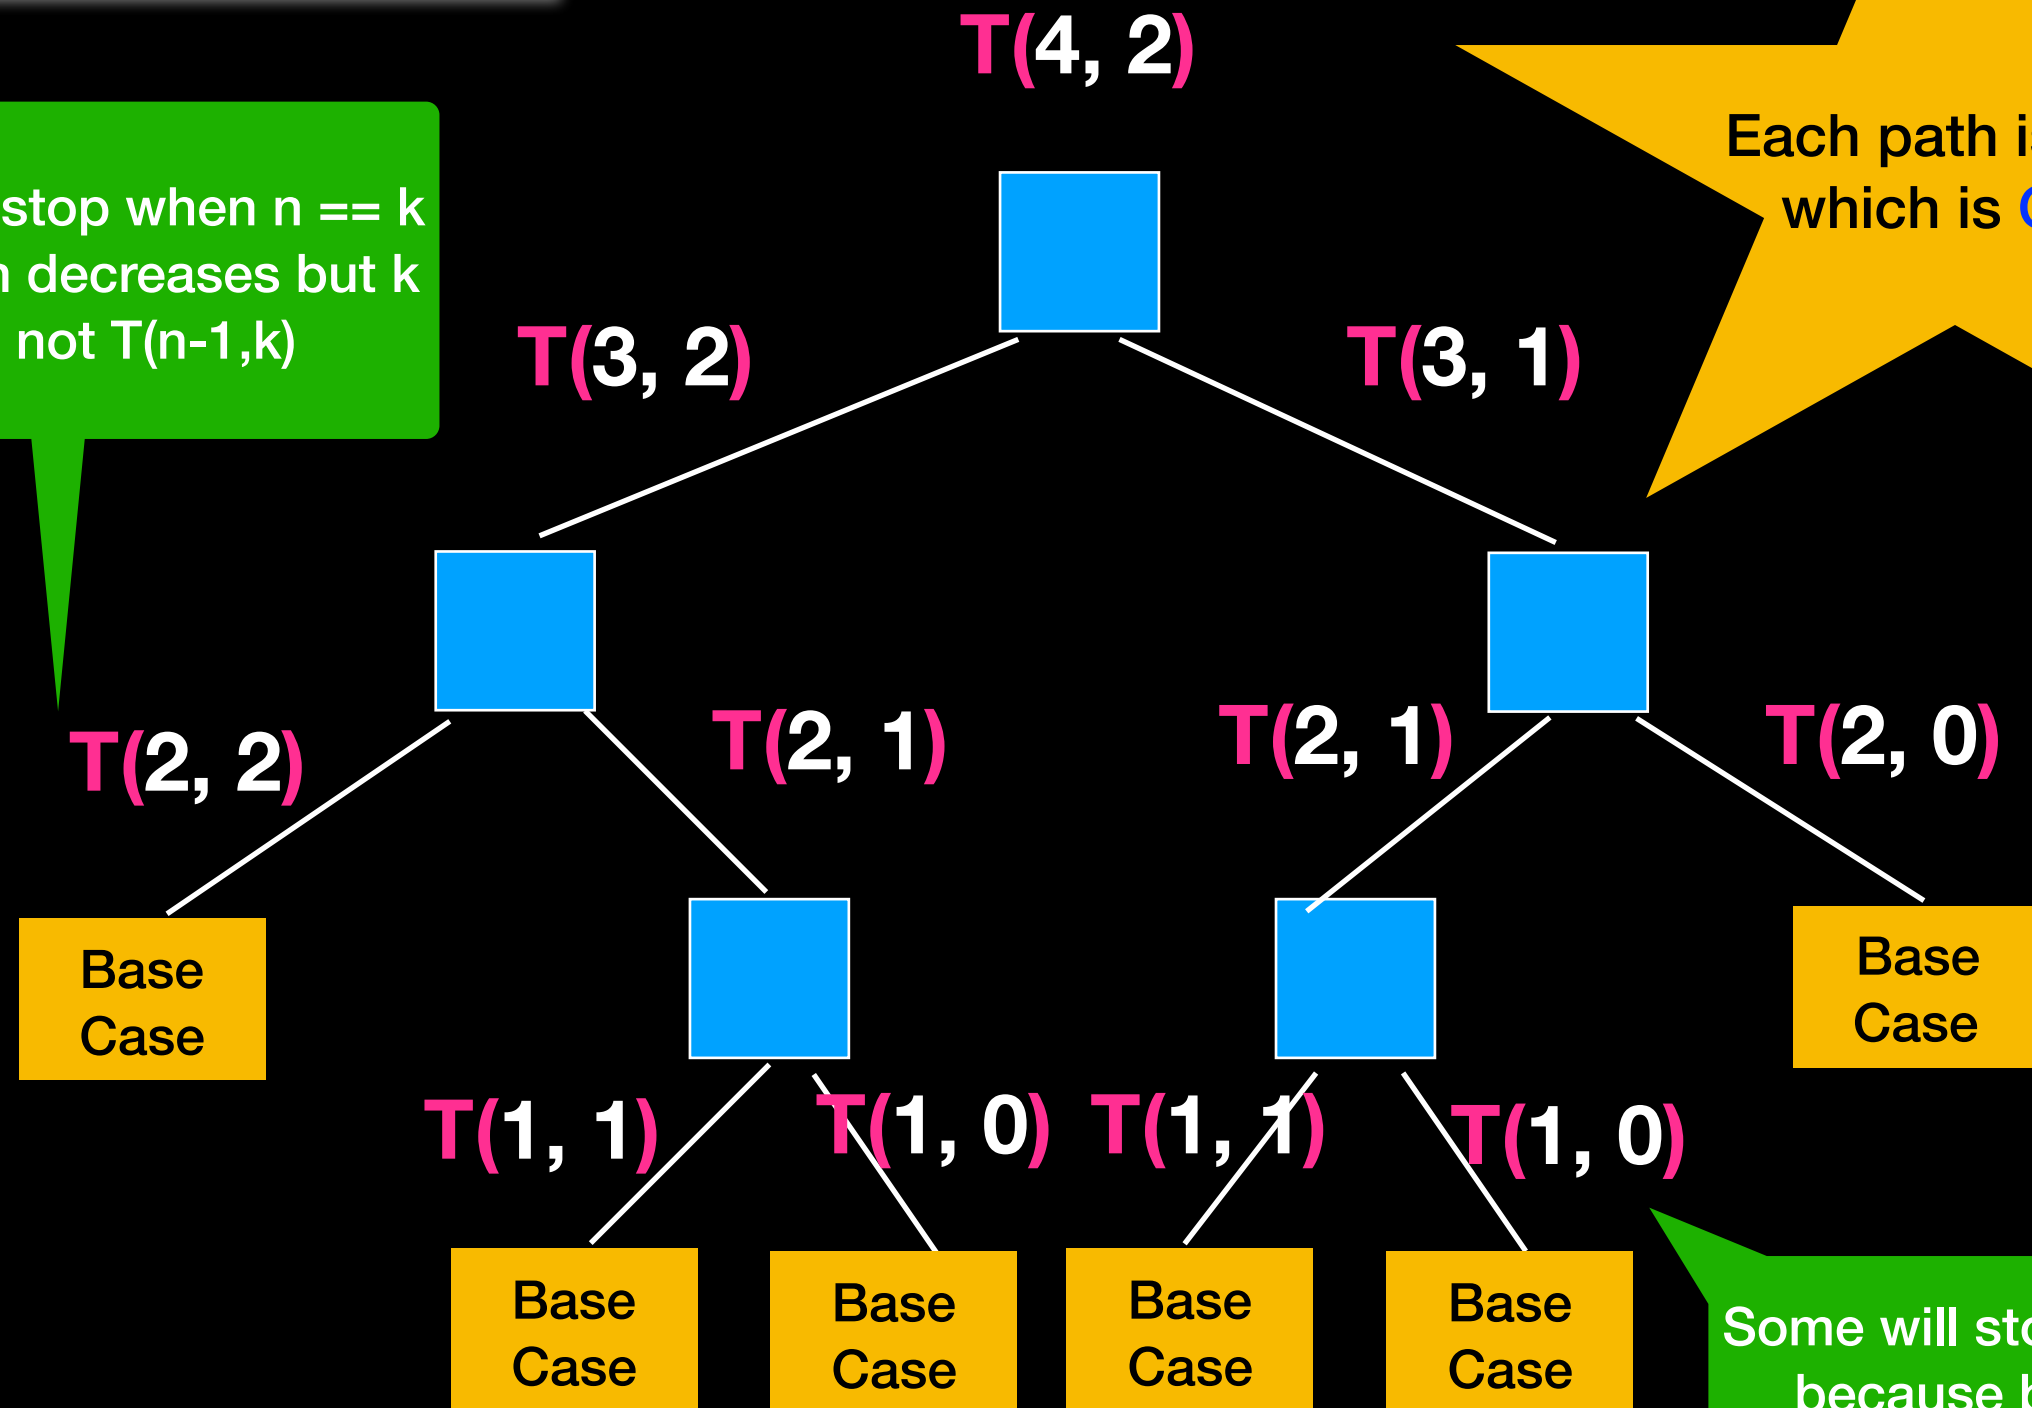 T(4, 2)
Each path
which is
stop when n == k
n decreases but k
not T(n-1,k)
T(3, 2)
T(3, 1)
T(2, 2)
T(2, 1)
T(2, 1)
T(2, 0)
Base
Case
Base
Case
T(1, 1)
T(1, 0)
T(1, 1)
T(1, 0)
Base
Case
Base
Case
Base
Case
Base
Case
Some will
because